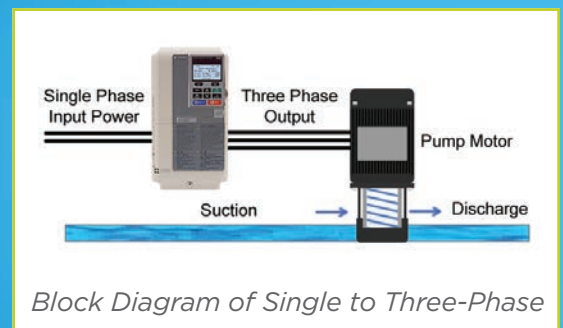 Single Phase
Input Power
Three Phase
Output
Pump Motor
Suction
Discharge
Block Diagram of Single to Three-Phase